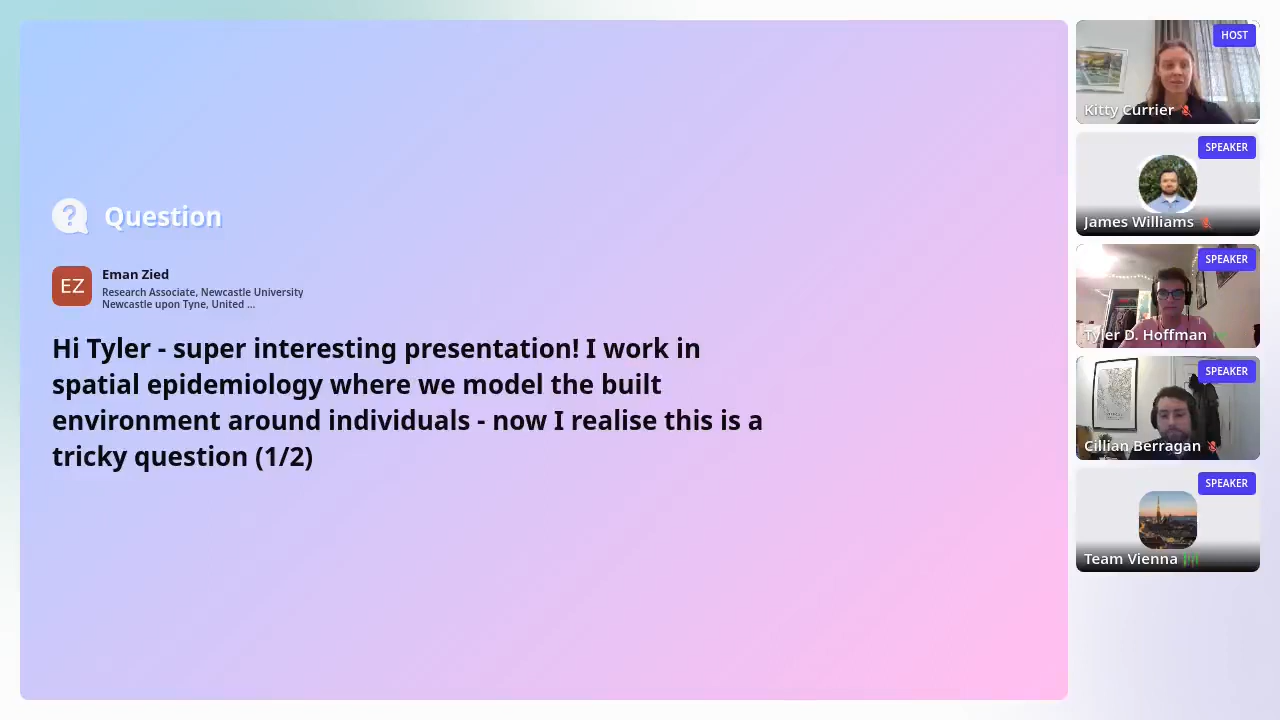 Question
EZ
Eman Zied
Research Associate, Newcastle University
Newcastle upon Tyne, United ...
Hi Tyler - super interesting presentation! I work in
spatial epidemiology where we model the built
environment around individuals - now I realise this is a
tricky question (1/2)
HOST
Kitty Currier
SPEAKER
James Williams
SPEAKER
Tyler D. Hoffman
SPEAKER
Cillian Berragan
SPEAKER
Team Vienna